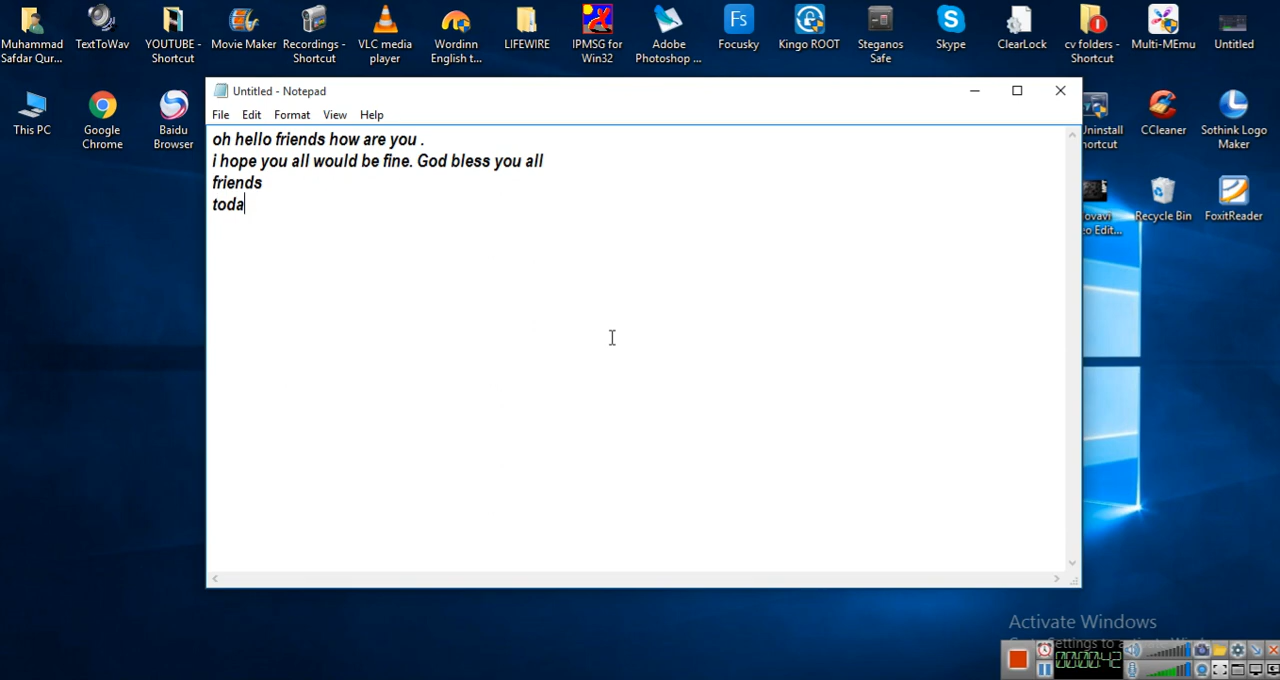 Muhammad Safdar Qur...
TextToWav
YOUTUBE - Shortcut
Movie Maker
Recordings - Shortcut
VLC media player
Wordinn English t...
LIFEWIRE
IPMSG for Win32
Adobe Photoshop ...
Focusky
Kingo ROOT
Steganos Safe
Skype
ClearLock
cv folders - Shortcut
Multi-MEmu
Untitled
This PC
Google Chrome
Baidu Browser
Untitled - Notepad
File Edit Format View Help
oh hello friends how are you .
i hope you all would be fine. God bless you all
friends
toda
CCleaner
Sothink Logo Maker
Recycle Bin
FoxitReader
Activate Windows
00:00:42